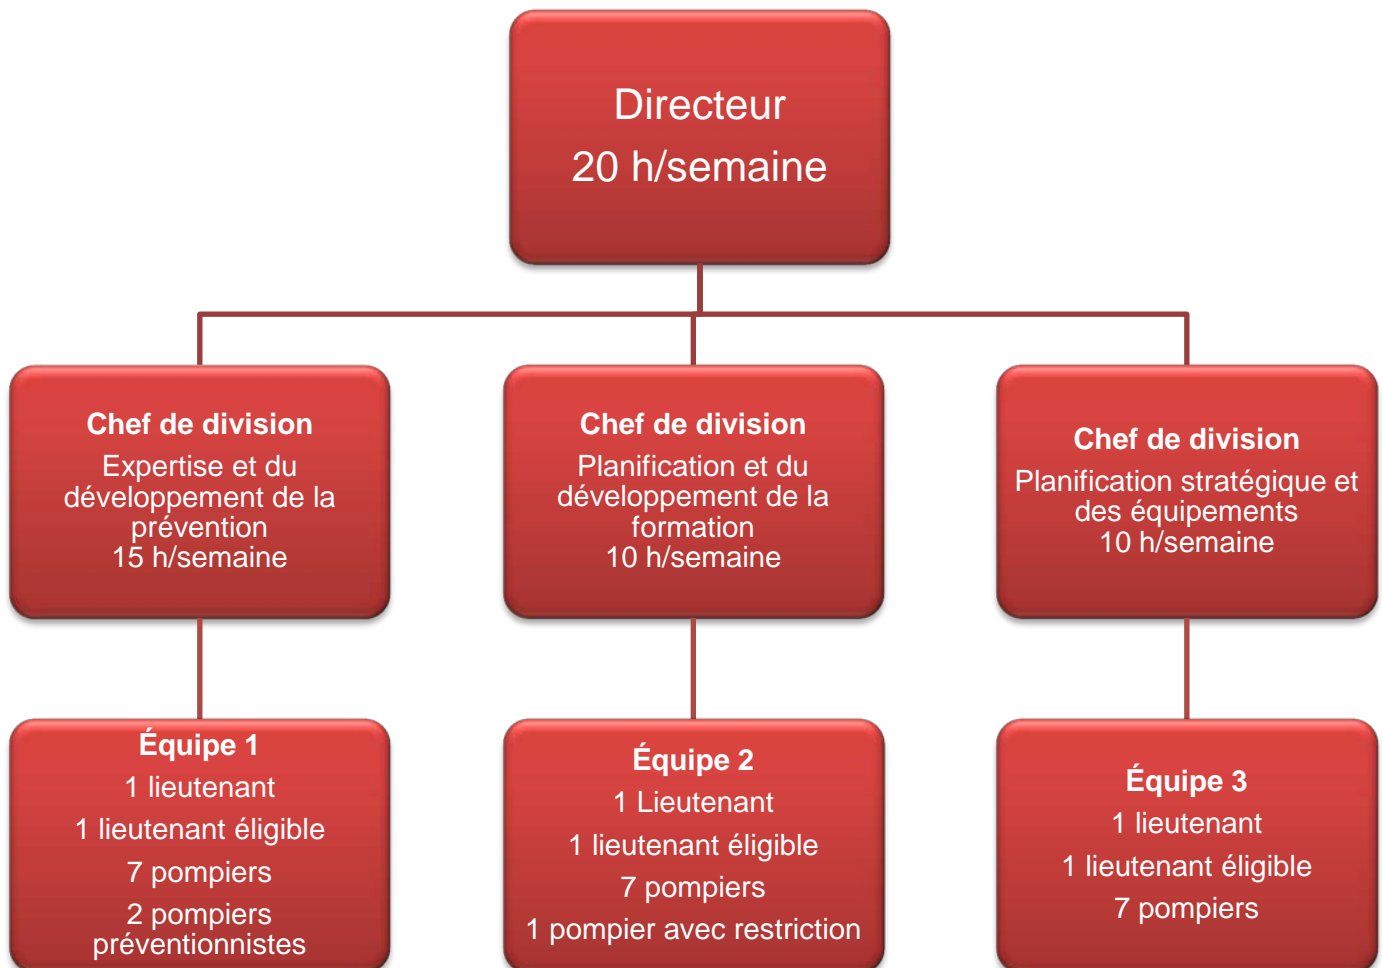 Directeur
20 h/semaine
Chef de division
Expertise et du
développement de la
prévention
15 h/semaine
Chef de division
Planification et du
développement de la
formation
10 h/semaine
Chef de division
Planification stratégique et
des équipements
10 h/semaine
Équipe 1
1 lieutenant
1 lieutenant éligible
7 pompiers
2 pompiers
préventionnistes
Équipe 2
1 Lieutenant
1 lieutenant éligible
7 pompiers
1 pompier avec restriction
Équipe 3
1 lieutenant
1 lieutenant éligible
7 pompiers